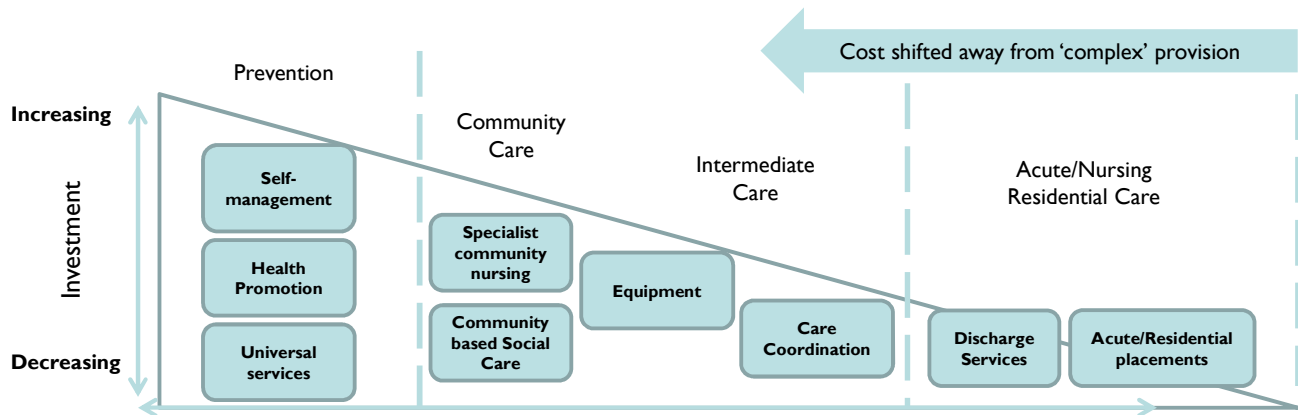 Cost shifted away from ‘complex’ provision
Prevention
Increasing
Community
Care
Intermediate
Care
Acute/Nursing
Residential Care
Investment
Decreasing
Self-
management
Health
Promotion
Universal
services
Specialist
community
nursing
Community
based Social
Care
Equipment
Care
Coordination
Discharge
Services
Acute/Residential
placements